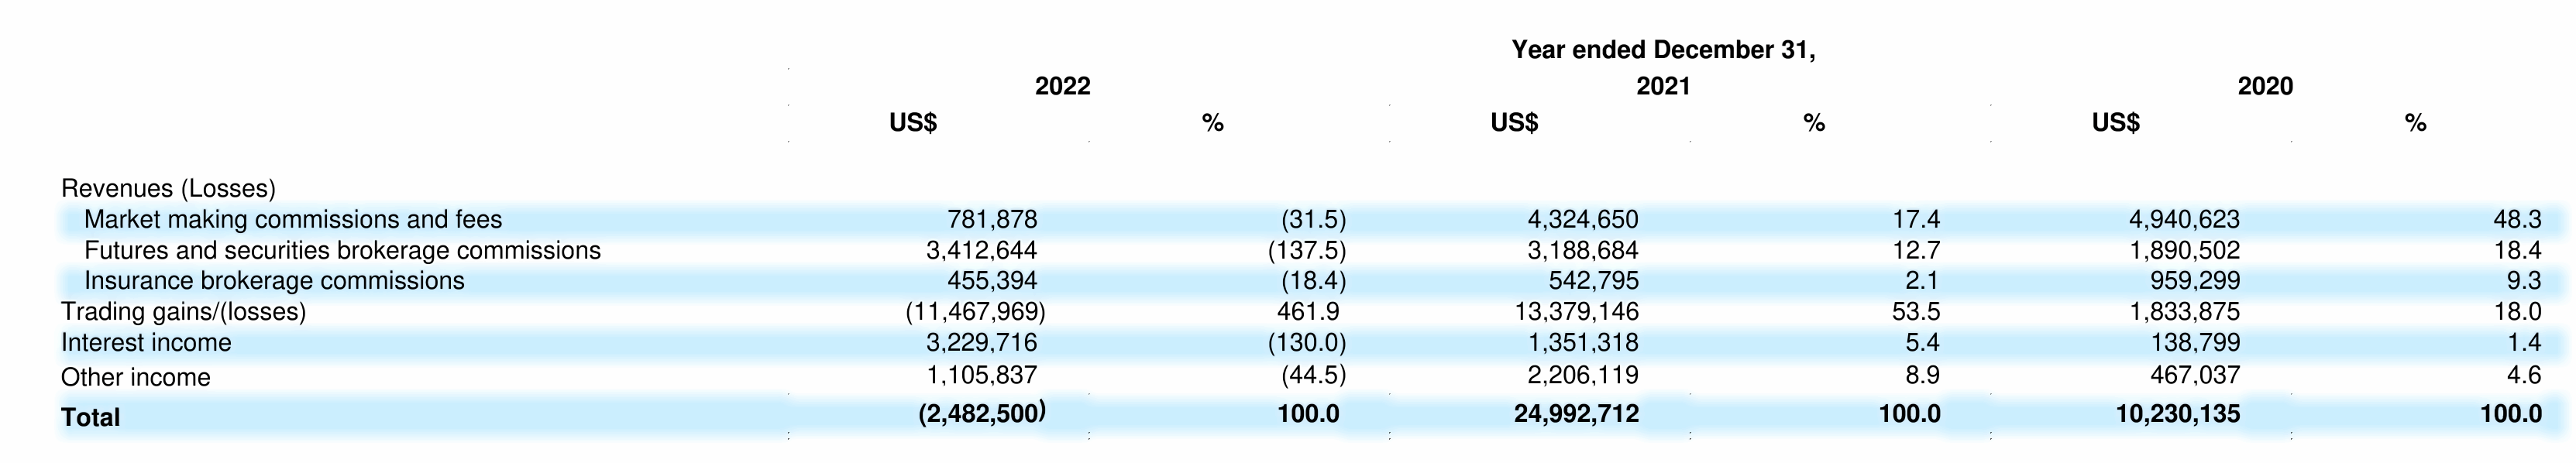 Year ended December 31,
2022 2021 2020
US$ % US$ % US$ %
Revenues (Losses)
Market making commissions and fees 781,878 (31.5) 4,324,650 17.4 4,940,623 48.3
Futures and securities brokerage commissions 3,412,644 (137.5) 3,188,684 12.7 1,890,502 18.4
Insurance brokerage commissions 455,394 (18.4) 542,795 2.1 959,299 9.3
Trading gains/(losses) (11,467,969) 461.9 13,379,146 53.5 1,833,875 18.0
Interest income 3,229,716 (130.0) 1,351,318 5.4 138,799 1.4
Other income 1,105,837 (44.5) 2,206,119 8.9 467,037 4.6
Total (2,482,500) 100.0 24,992,712 100.0 10,230,135 100.0